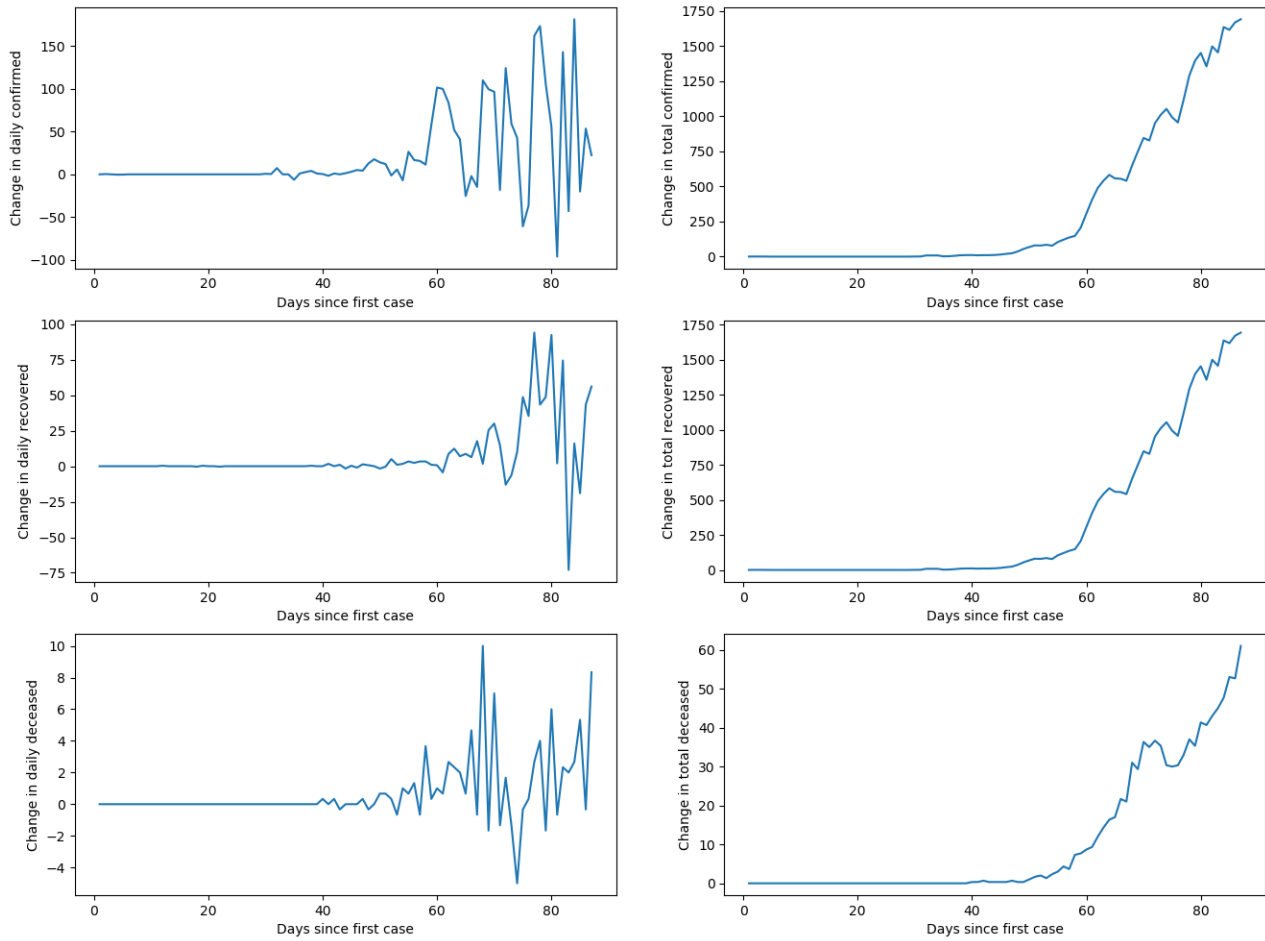 Change in daily confirmed
150
100
50
0
−50
−100
0 20 40 60 80
Days since first case
Change in total confirmed
1750
1500
1250
1000
750
500
250
0
0 20 40 60 80
Days since first case
Change in daily recovered
100
75
50
25
0
−25
−50
−75
0 20 40 60 80
Days since first case
Change in total recovered
1750
1500
1250
1000
750
500
250
0
0 20 40 60 80
Days since first case
Change in daily deceased
10
8
6
4
2
0
−2
−4
0 20 40 60 80
Days since first case
Change in total deceased
60
50
40
30
20
10
0
0 20 40 60 80
Days since first case